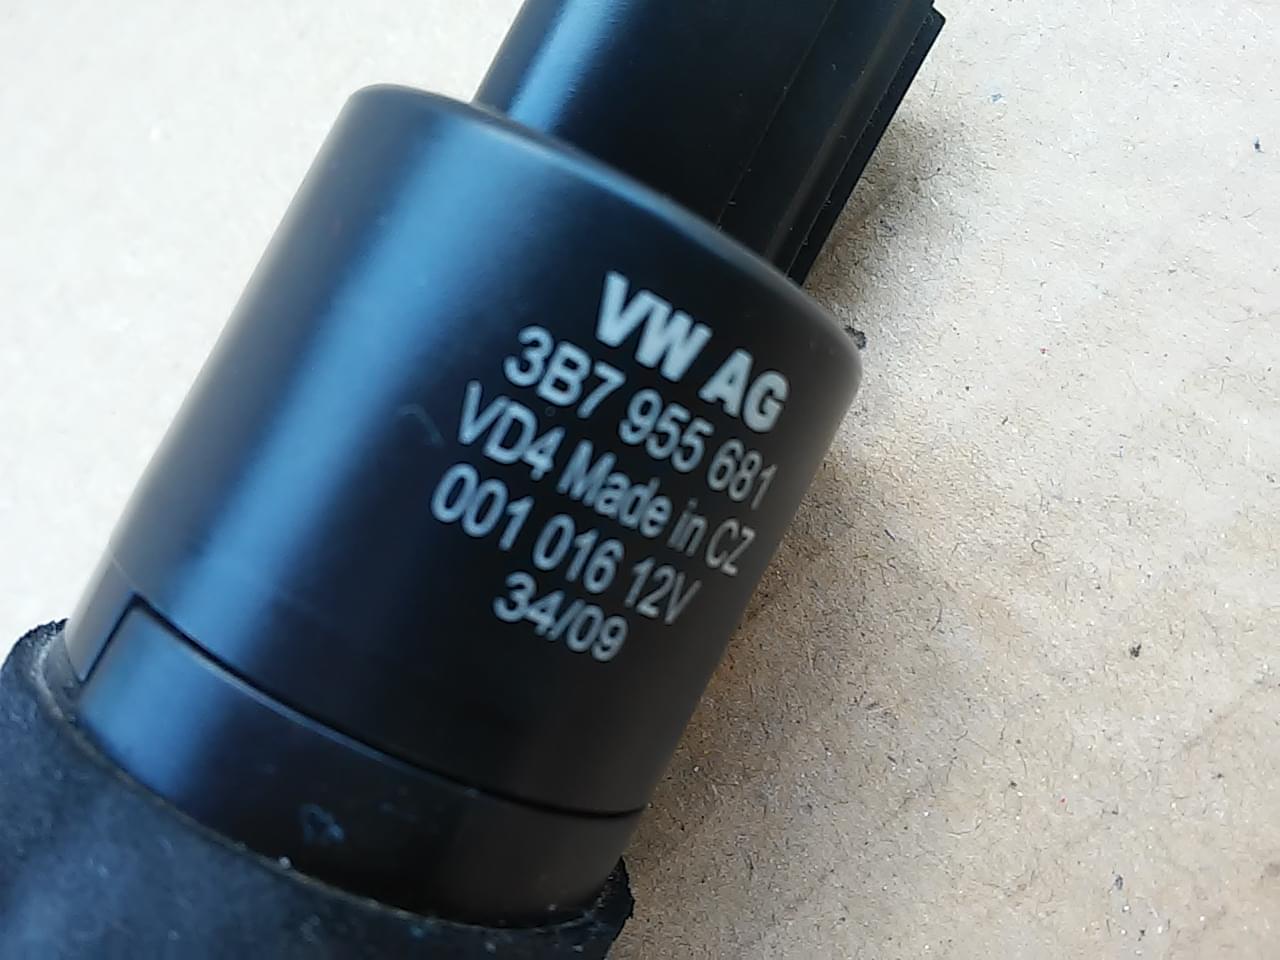 VW AG
3B7 955 681
VD4 Made in CZ
001 016 12V
34/09